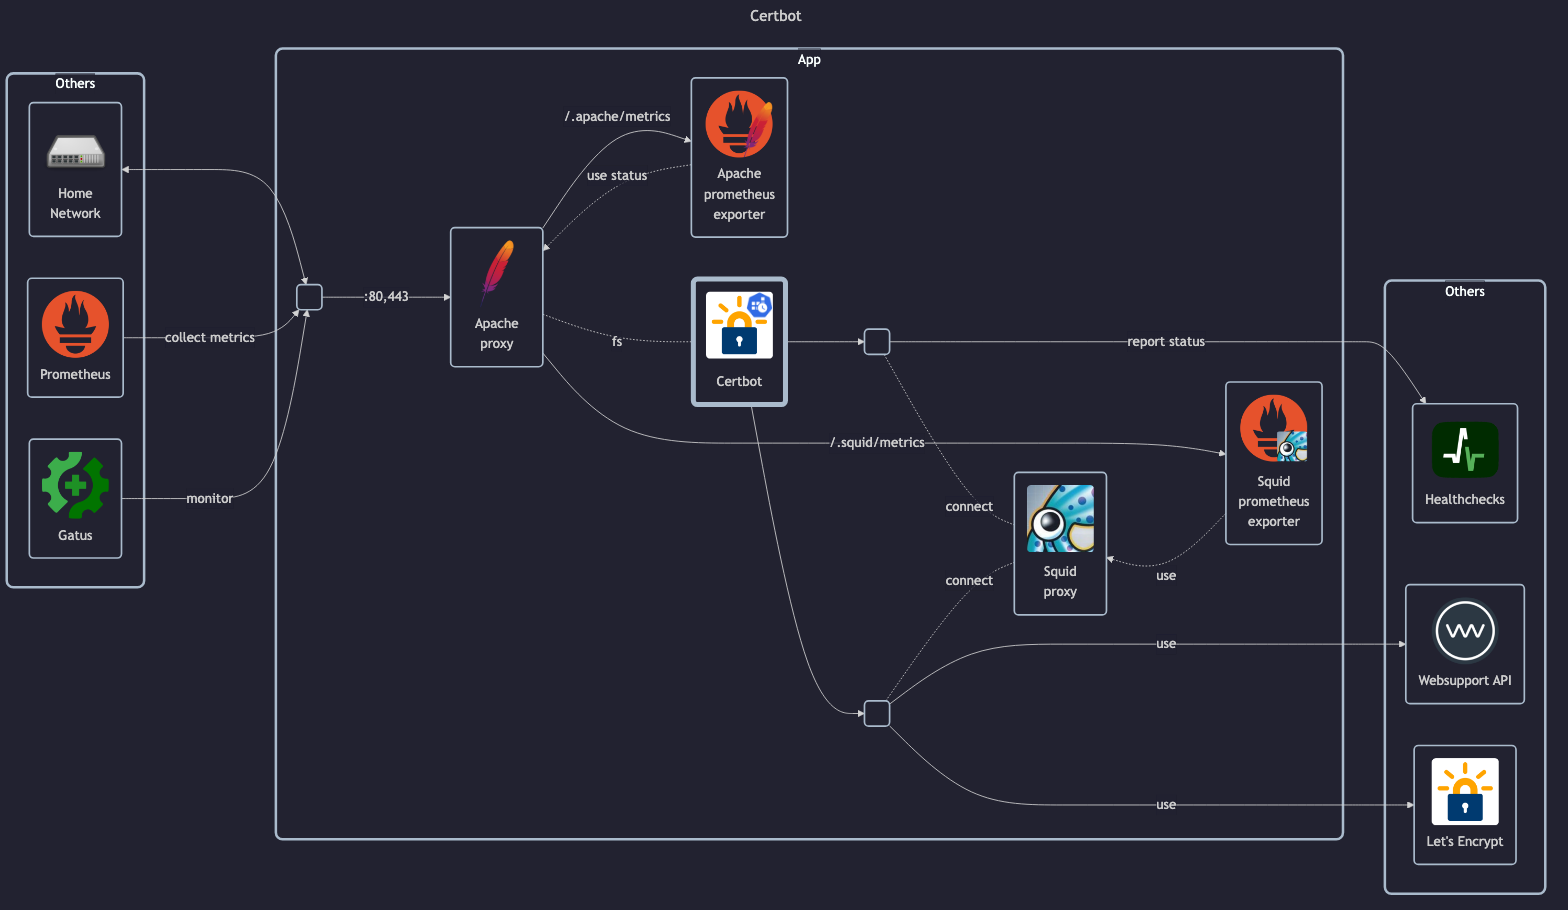 Certbot
Others
Home
Network
Prometheus
Gatus
collect metrics
monitor
App
:80,443
Apache
proxy
/.apache/metrics
use status
Apache
prometheus
exporter
fs
Certbot
/.squid/metrics
connect
connect
Squid
proxy
use
Squid
prometheus
exporter
report status
use
use
Others
Healthchecks
Websupport API
Let's Encrypt